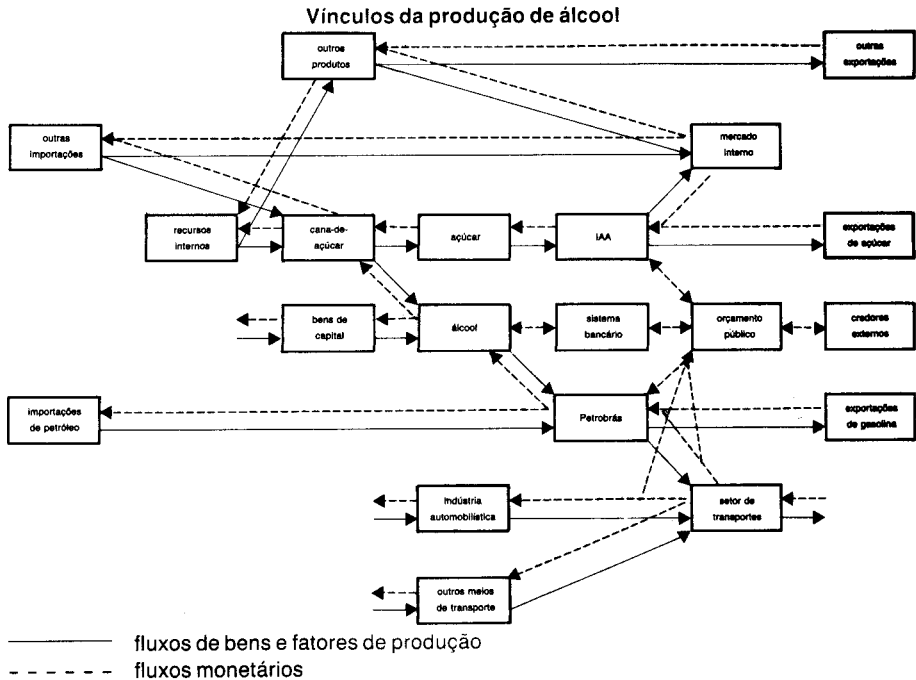 Vínculos da produção de álcool
outros
produtos
outras
exportações
outras
importações
mercado
interno
recursos
internos
cana-de-
açúcar
açúcar
IAA
exportações
de açúcar
bens de
capital
álcool
sistema
bancário
orçamento
público
credores
externos
importações
de petróleo
Petrobrás
exportações
de gasolina
Indústria
automobilística
setor de
transportes
outros meios
de transporte
fluxos de bens e fatores de produção
fluxos monetários